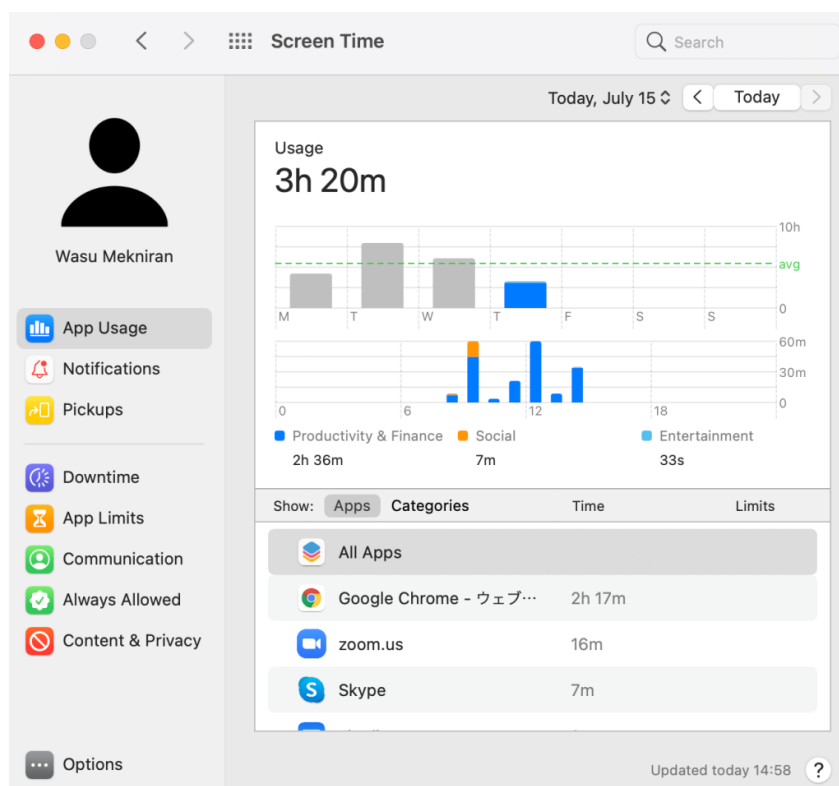 Screen Time
Search
Today, July 15
Today
Wasu Mekniran
App Usage
Notifications
Pickups
Downtime
App Limits
Communication
Always Allowed
Content & Privacy
Options
Usage
3h 20m
10h
avg
0
M T W T F S S
60m
30m
0
0 6 12 18
Productivity & Finance Social Entertainment
2h 36m 7m 33s
Show: Apps Categories Time Limits
All Apps
Google Chrome - ウェブ… 2h 17m
zoom.us 16m
Skype 7m
Updated today 14:58 ?